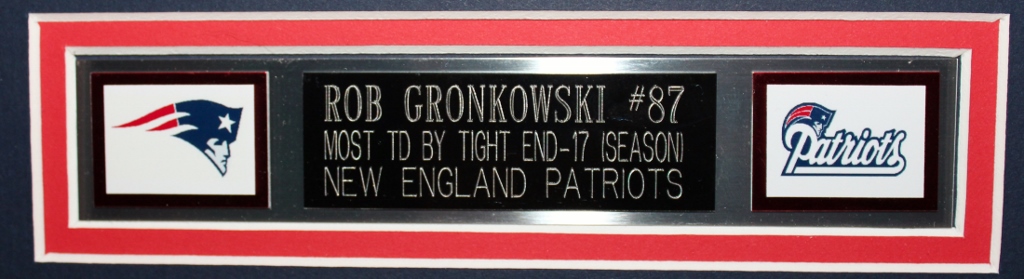 ROB GRONKOWSKI #87
MOST TD BY TIGHT END-17 (SEASON)
NEW ENGLAND PATRIOTS
Patriots